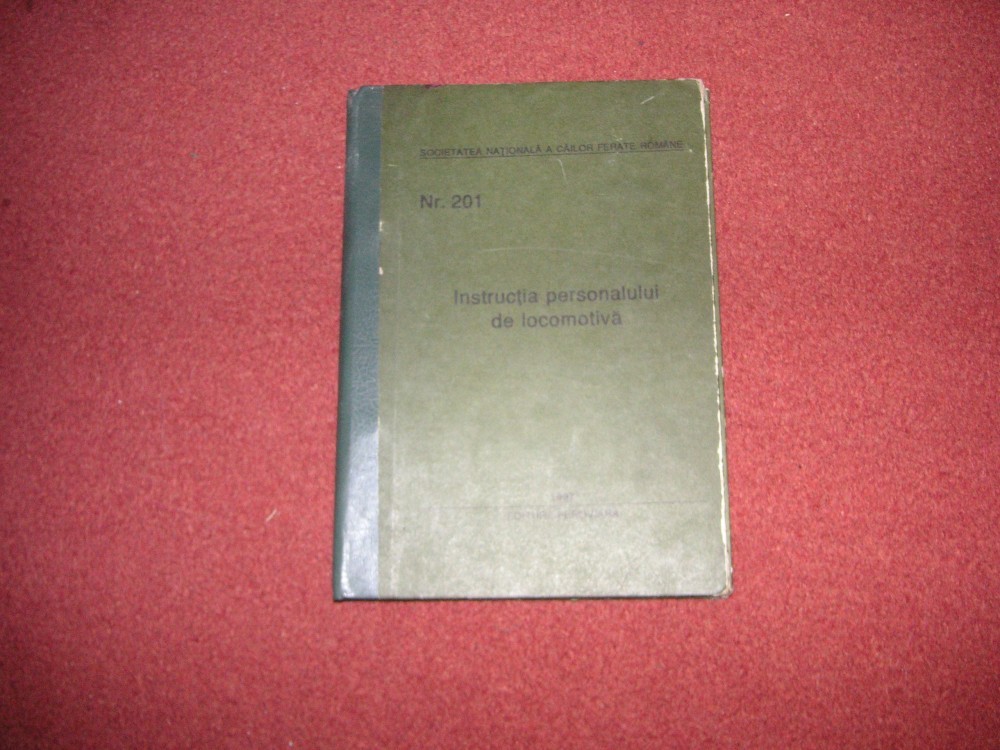 SOCIETATEA NAȚIONALĂ A CĂILOR FERATE ROMÂNE
Nr. 201
Instrucția personalului
de locomotivă